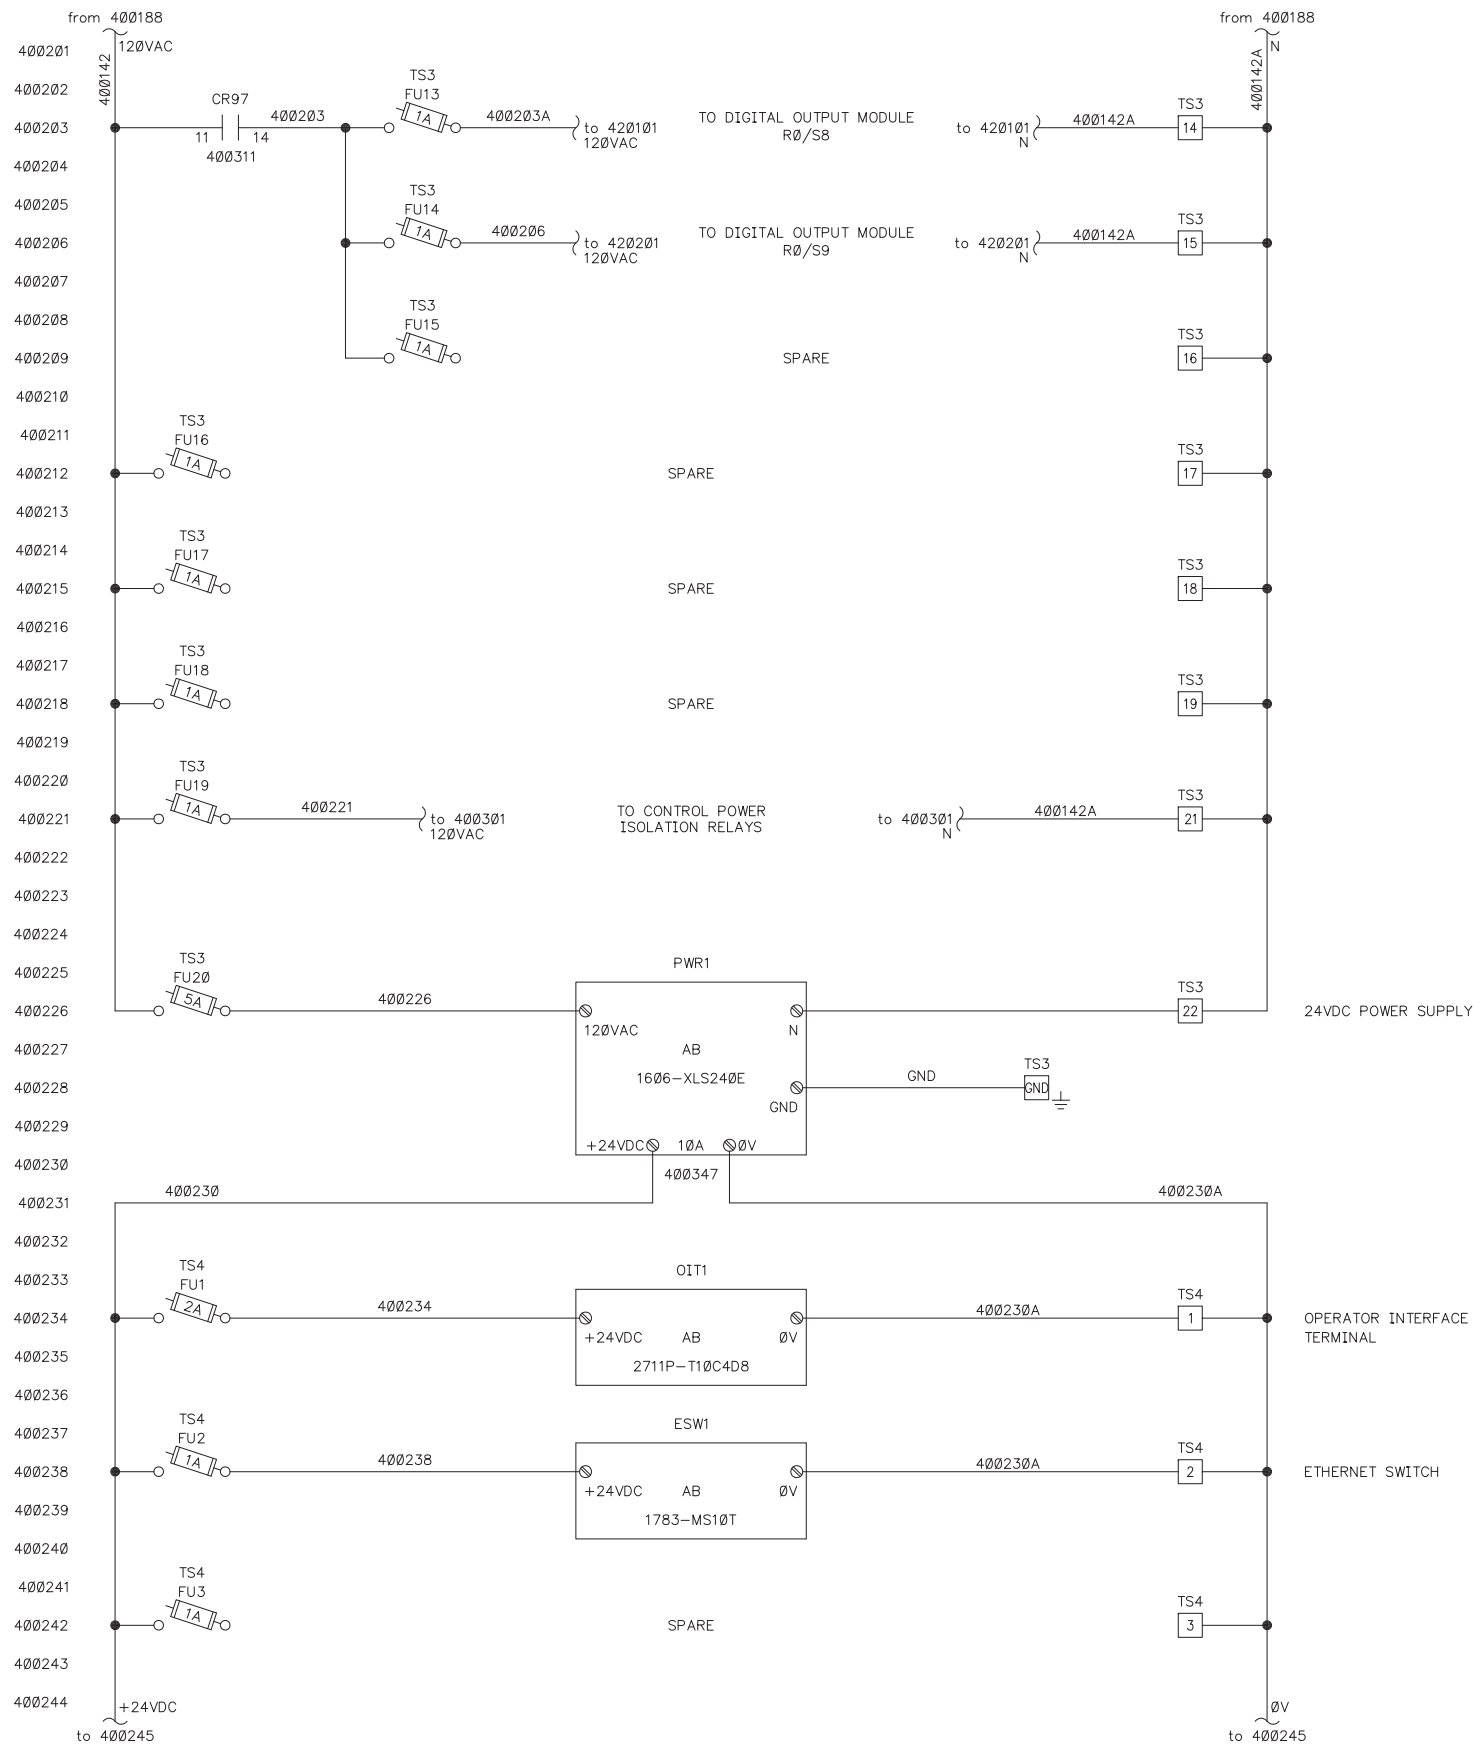 from 400188
from 400188
400201
120VAC
N
400142
400142A
400202
TS3
FU13
1A
CR97
400203
400203A
TO DIGITAL OUTPUT MODULE
R0/S8
400142A
TS3
400203
11
14
to 420101
120VAC
to 420101
N
14
400311
400204
400205
TS3
FU14
1A
400206
400206
to 420201
120VAC
TO DIGITAL OUTPUT MODULE
R0/S9
to 420201
N
400142A
TS3
15
400207
400208
TS3
FU15
1A
400209
SPARE
TS3
16
400210
400211
TS3
FU16
1A
400212
SPARE
TS3
17
400213
400214
TS3
FU17
1A
400215
SPARE
TS3
18
400216
400217
TS3
FU18
1A
400218
SPARE
TS3
19
400219
400220
TS3
FU19
1A
400221
400221
to 400301
120VAC
TO CONTROL POWER
ISOLATION RELAYS
to 400301
N
400142A
TS3
21
400222
400223
400224
400225
TS3
FU20
5A
PWR1
400226
400226
TS3
22
24VDC POWER SUPPLY
120VAC
N
400227
AB
400228
1606-XLS240E
GND
GND
TS3
GND
400229
+24VDC
10A
0V
400230
400347
400231
400230
400230A
400232
400233
TS4
FU1
2A
OIT1
400234
400234
400230A
TS4
1
OPERATOR INTERFACE
TERMINAL
+24VDC
AB
0V
400235
2711P-T10C4D8
400236
400237
TS4
FU2
1A
ESW1
400238
400238
400230A
TS4
2
ETHERNET SWITCH
+24VDC
AB
0V
400239
1783-MS10T
400240
400241
TS4
FU3
1A
400242
SPARE
TS4
3
400243
400244
+24VDC
0V
to 400245
to 400245